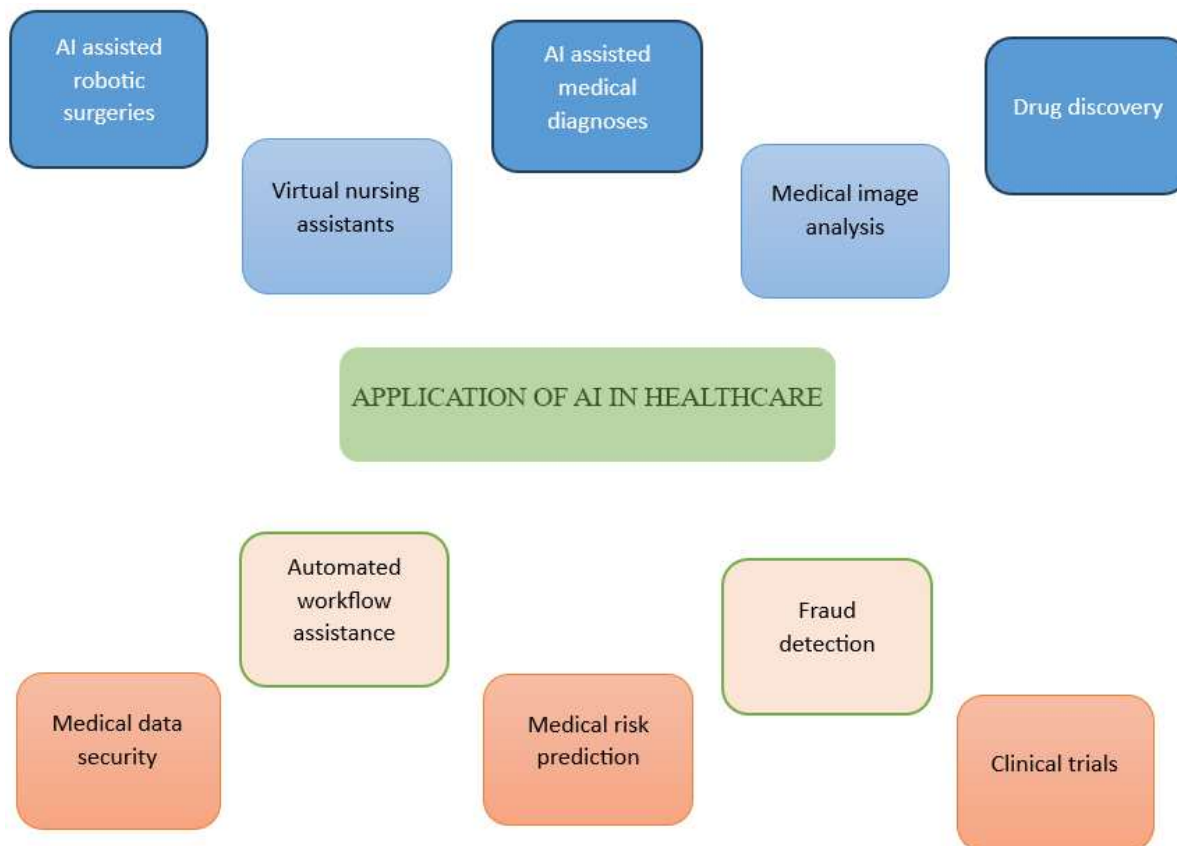 AI assisted
robotic
surgeries
AI assisted
medical
diagnoses
Drug discovery
Virtual nursing
assistants
Medical image
analysis
APPLICATION OF AI IN HEALTHCARE
Automated
workflow
assistance
Fraud
detection
Medical data
security
Medical risk
prediction
Clinical trials